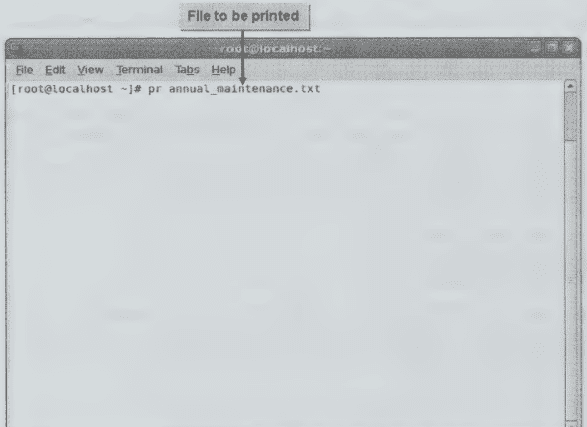 File to be printed
root@localhost:~
File Edit View Terminal Tabs Help
[root@localhost ~]# pr annual_maintenance.txt